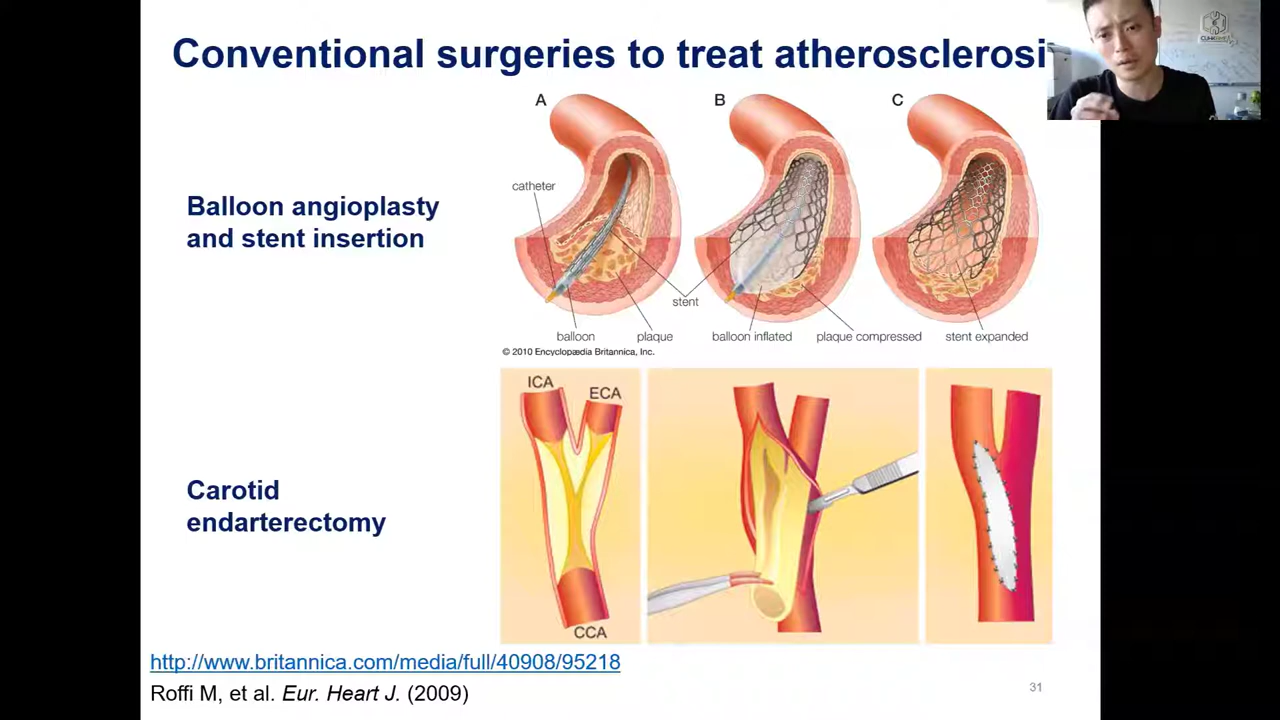 Conventional surgeries to treat atherosclerosi
A
B
C
catheter
Balloon angioplasty
and stent insertion
stent
balloon
plaque
balloon inflated
plaque compressed
stent expanded
© 2010 Encyclopædia Britannica, Inc.
ICA
ECA
Carotid
endarterectomy
CCA
http://www.britannica.com/media/full/40908/95218
Roffi M, et al. Eur. Heart J. (2009)
31